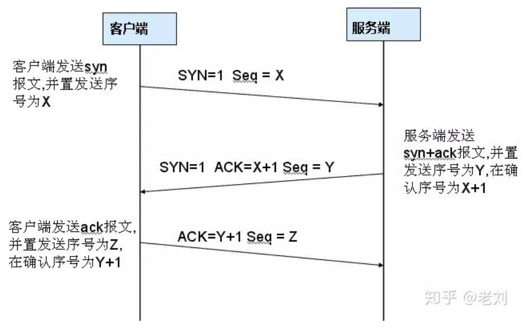 客户端
服务端
客户端发送syn
报文,并置发送序
号为X
SYN=1 Seq = X
服务端发送
syn+ack报文,并置
发送序号为Y,在确
认序号为X+1
SYN=1 ACK=X+1 Seq = Y
客户端发送ack报文,
并置发送序号为Z,
在确认序号为Y+1
ACK=Y+1 Seq = Z
知乎 @老刘